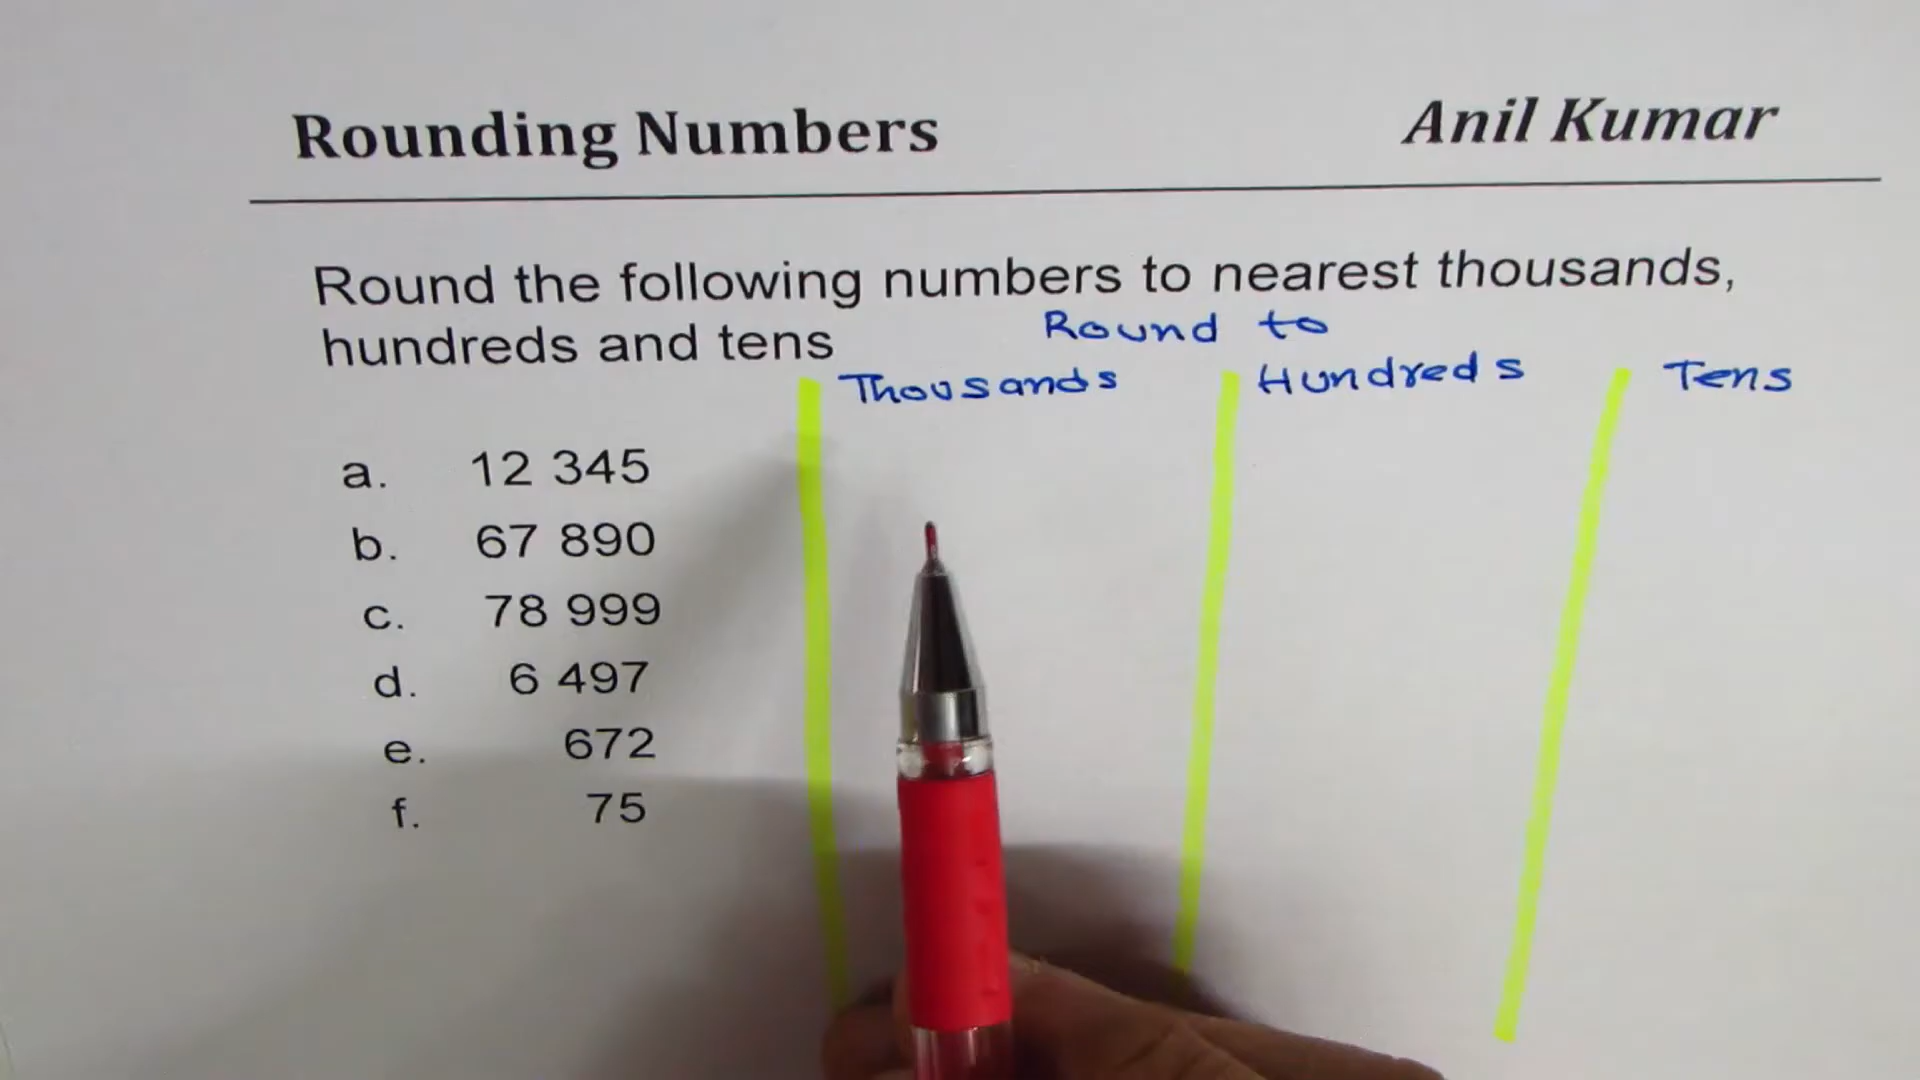 Rounding Numbers Anil Kumar
Round the following numbers to nearest thousands,
hundreds and tens Round to
Thousands Hundreds Tens
a. 12 345
b. 67 890
c. 78 999
d. 6 497
e. 672
f. 75